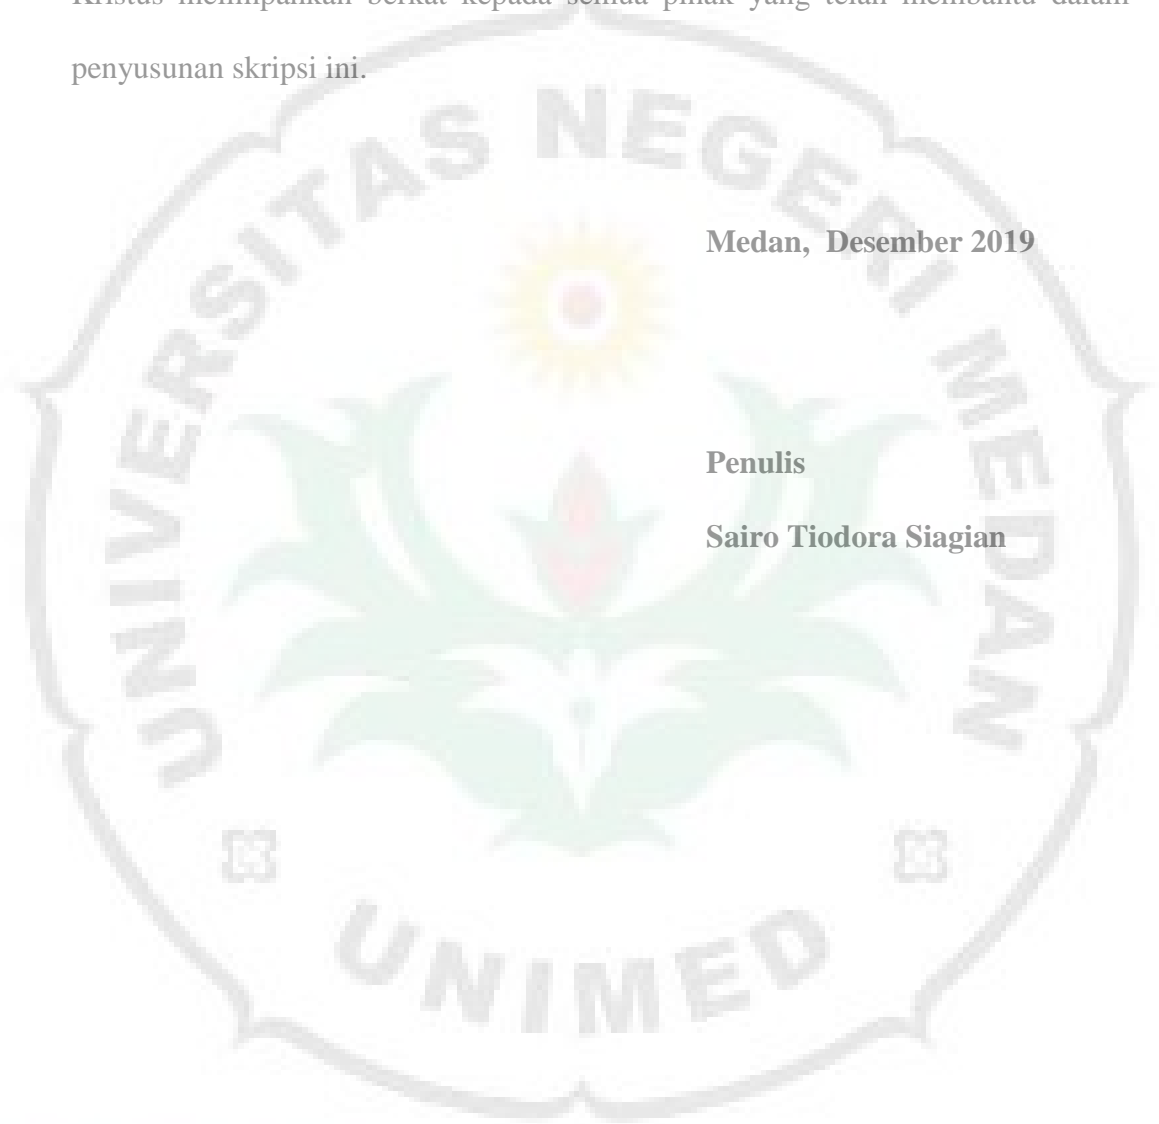 Kristus melimpahkan berkat kepada semua pihak yang telah membantu dalam
penyusunan skripsi ini.
UNIVERSITAS NEGERI MEDAN
Medan,  Desember 2019
Penulis
Sairo Tiodora Siagian
UNIMED